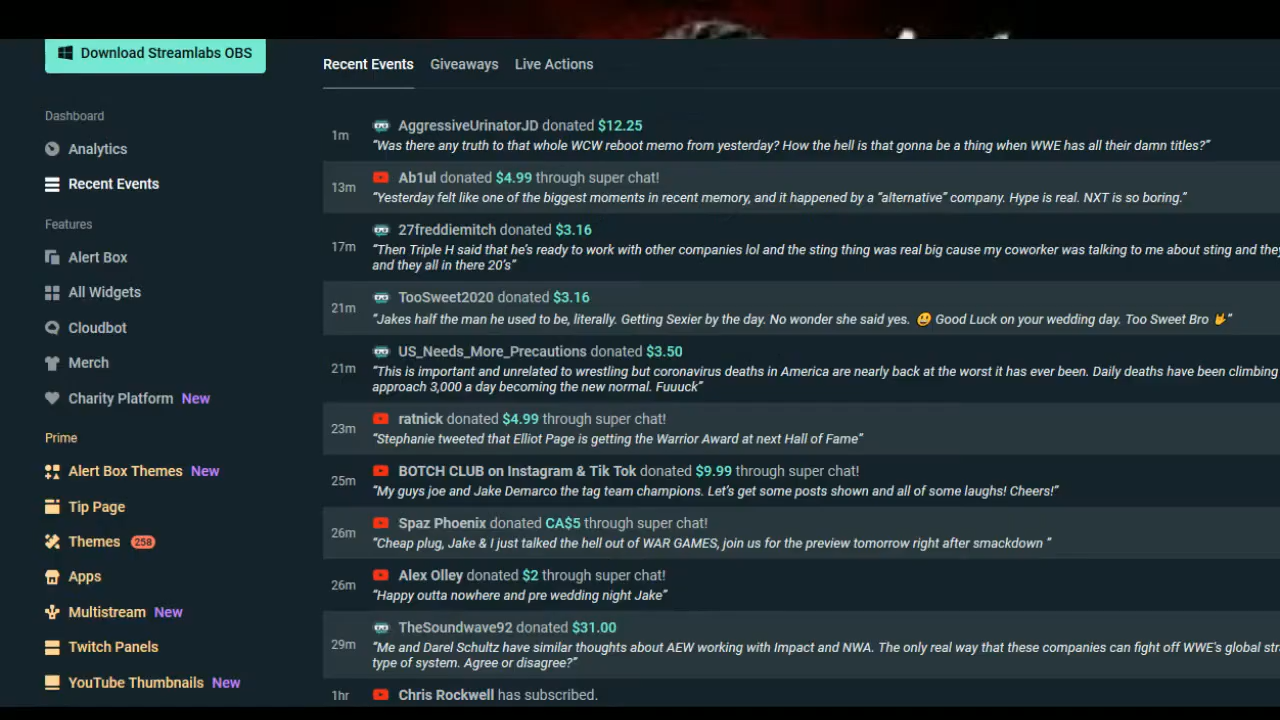 Download Streamlabs OBS
Dashboard
Analytics
Recent Events
Features
Alert Box
All Widgets
Cloudbot
Merch
Charity Platform New
Prime
Alert Box Themes New
Tip Page
Themes 258
Apps
Multistream New
Twitch Panels
YouTube Thumbnails New
Recent Events Giveaways Live Actions
1m AggressiveUrinatorJD donated $12.25
“Was there any truth to that whole WCW reboot memo from yesterday? How the hell is that gonna be a thing when WWE has all their damn titles?”
13m Ab1ul donated $4.99 through super chat!
“Yesterday felt like one of the biggest moments in recent memory, and it happened by a “alternative” company. Hype is real. NXT is so boring.”
17m 27freddiemitch donated $3.16
“Then Triple H said that he’s ready to work with other companies lol and the sting thing was real big cause my coworker was talking to me about sting and
and they all in there 20’s”
21m TooSweet2020 donated $3.16
“Jakes half the man he used to be, literally. Getting Sexier by the day. No wonder she said yes. 😀 Good Luck on your wedding day. Too Sweet Bro 🤘”
21m US_Needs_More_Precautions donated $3.50
“This is important and unrelated to wrestling but coronavirus deaths in America are nearly back at the worst it has ever been. Daily deaths have been climbing
approach 3,000 a day becoming the new normal. Fuuuck”
23m ratnick donated $4.99 through super chat!
“Stephanie tweeted that Elliot Page is getting the Warrior Award at next Hall of Fame”
25m BOTCH CLUB on Instagram & Tik Tok donated $9.99 through super chat!
“My guys joe and Jake Demarco the tag team champions. Let’s get some posts shown and all of some laughs! Cheers!”
26m Spaz Phoenix donated CA$5 through super chat!
“Cheap plug, Jake & I just talked the hell out of WAR GAMES, join us for the preview tomorrow right after smackdown ”
26m Alex Olley donated $2 through super chat!
“Happy outta nowhere and pre wedding night Jake”
29m TheSoundwave92 donated $31.00
“Me and Darel Schultz have similar thoughts about AEW working with Impact and NWA. The only real way that these companies can fight off WWE’s global
type of system. Agree or disagree?”
1hr Chris Rockwell has subscribed.